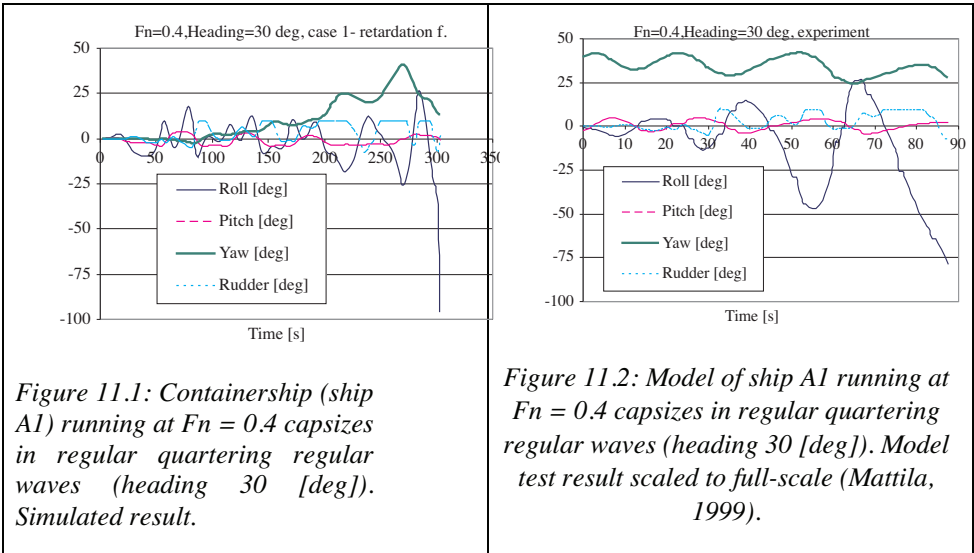 Fn=0.4,Heading=30 deg, case 1- retardation f.
50
25
0
-25
-50
-75
-100
0 50 100 150 200 250 300 350
Roll [deg]
Pitch [deg]
Yaw [deg]
Rudder [deg]
Time [s]
Figure 11.1: Containership (ship
A1) running at Fn = 0.4 capsizes
in regular quartering regular
waves (heading 30 [deg]).
Simulated result.
Fn=0.4,Heading=30 deg, experiment
50
25
0
-25
-50
-75
-100
0 10 20 30 40 50 60 70 80 90
Roll [deg]
Pitch [deg]
Yaw [deg]
Rudder [deg]
Time [s]
Figure 11.2: Model of ship A1 running at
Fn = 0.4 capsizes in regular quartering
regular waves (heading 30 [deg]). Model
test result scaled to full-scale (Mattila,
1999).